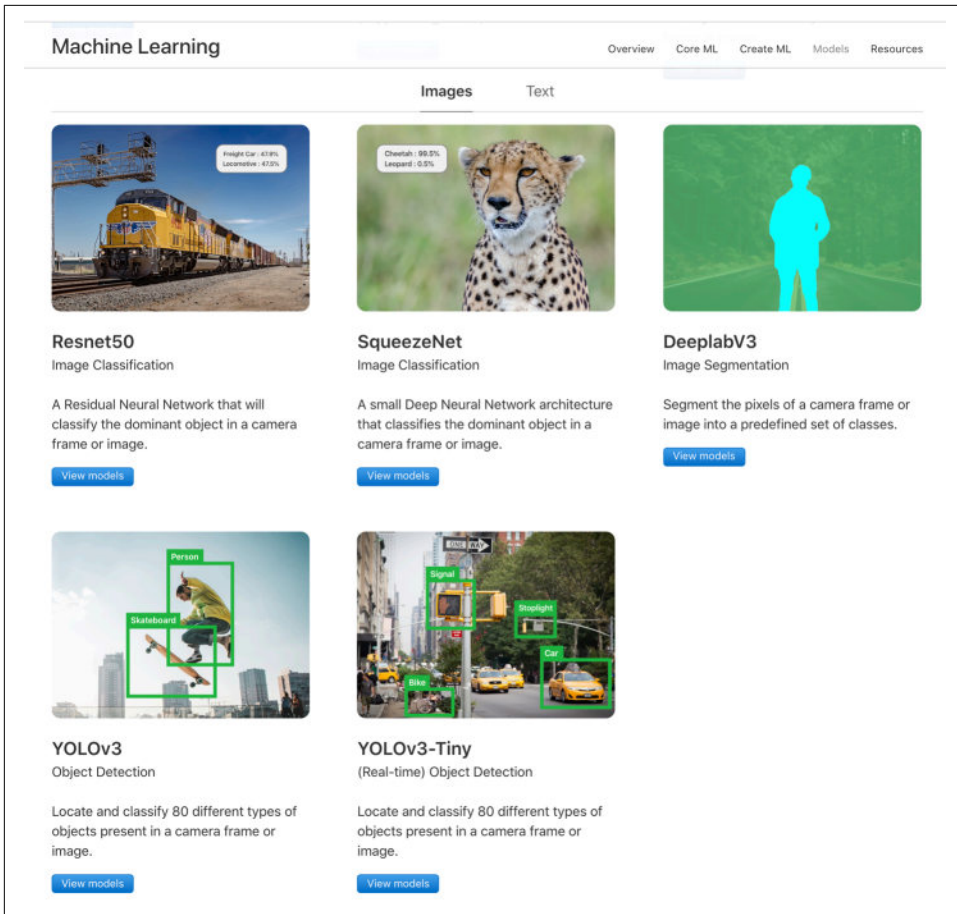 Machine Learning
Overview Core ML Create ML Models Resources
Images Text
Freight Car : 47.9%
Locomotive : 47.5%
Cheetah : 99.5%
Leopard : 0.5%
Resnet50
Image Classification
A Residual Neural Network that will
classify the dominant object in a camera
frame or image.
View models
SqueezeNet
Image Classification
A small Deep Neural Network architecture
that classifies the dominant object in a
camera frame or image.
View models
DeeplabV3
Image Segmentation
Segment the pixels of a camera frame or
image into a predefined set of classes.
View models
Person
Skateboard
ONE WAY
Signal
Stoplight
Car
Bike
YOLOv3
Object Detection
Locate and classify 80 different types of
objects present in a camera frame or
image.
View models
YOLOv3-Tiny
(Real-time) Object Detection
Locate and classify 80 different types of
objects present in a camera frame or
image.
View models